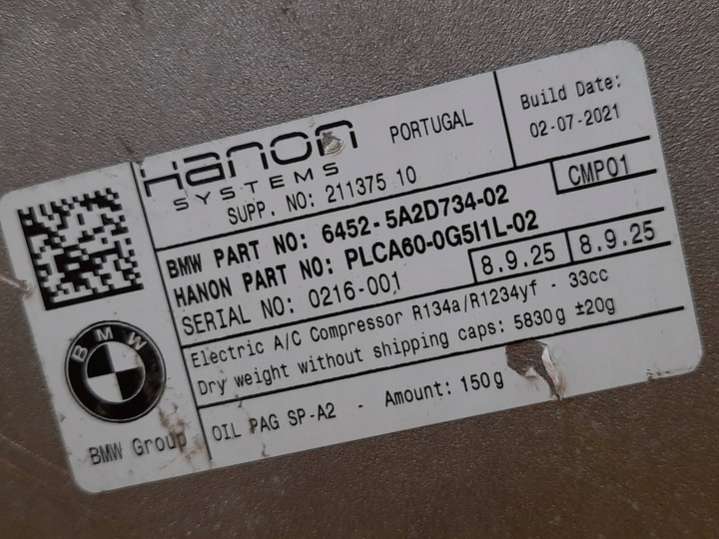 Hanon
SYSTEMS
PORTUGAL
Build Date:
02-07-2021
SUPP. NO: 211375 10
CMP01
BMW PART NO: 6452-5A2D734-02
HANON PART NO: PLCA60-0G5I1L-02
SERIAL NO: 0216-001
8.9.25
8.9.25
Electric A/C Compressor R134a/R1234yf - 33cc
Dry weight without shipping caps: 5830g ±20g
OIL PAG SP-A2 - Amount: 150g
BMW
BMW Group